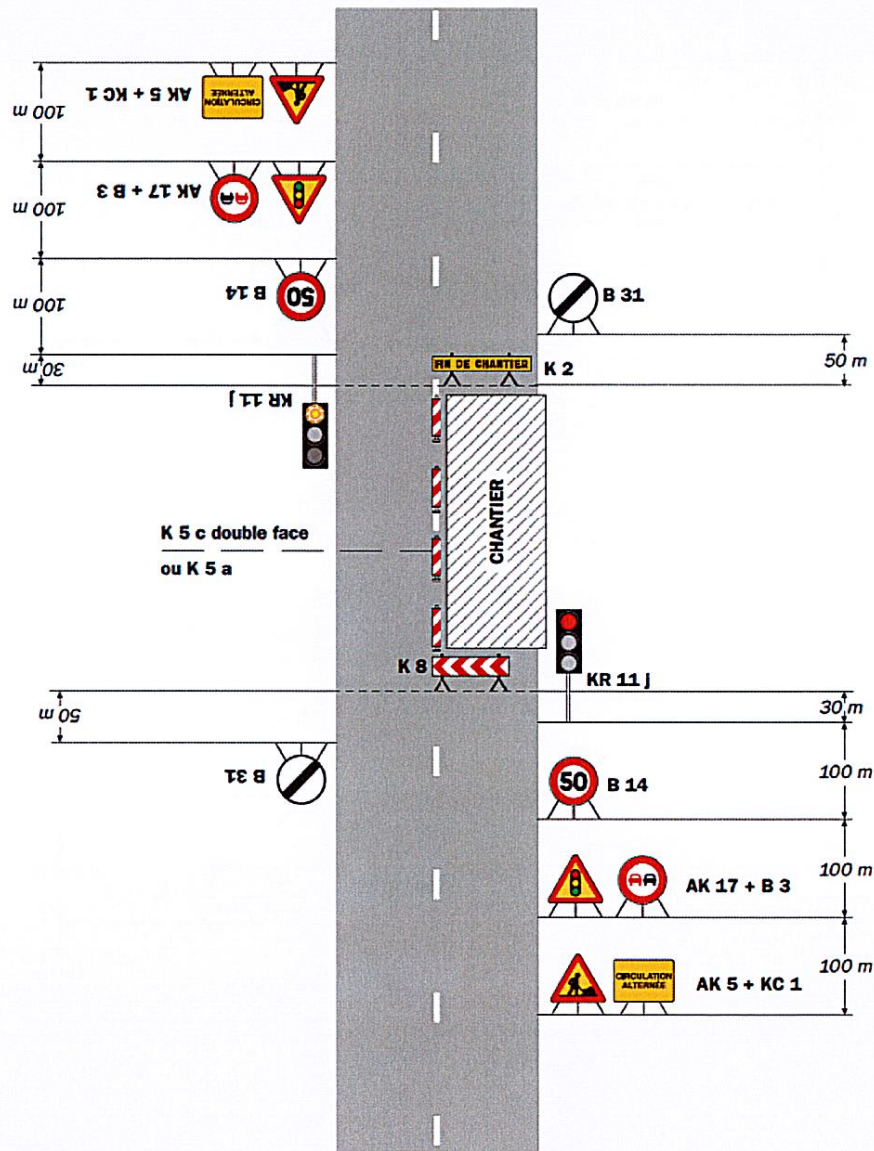 AK 5 + KC 1
CIRCULATION
ALTERNÉE
100 m
AK 17 + B 3
100 m
B 14
50
100 m
30 m
KR 11 j
B 31
50 m
FIN DE CHANTIER
K 2
CHANTIER
K 5 c double face
ou K 5 a
K 8
KR 11 j
50 m
30 m
B 31
50
B 14
100 m
AK 17 + B 3
100 m
CIRCULATION
ALTERNÉE
AK 5 + KC 1
100 m